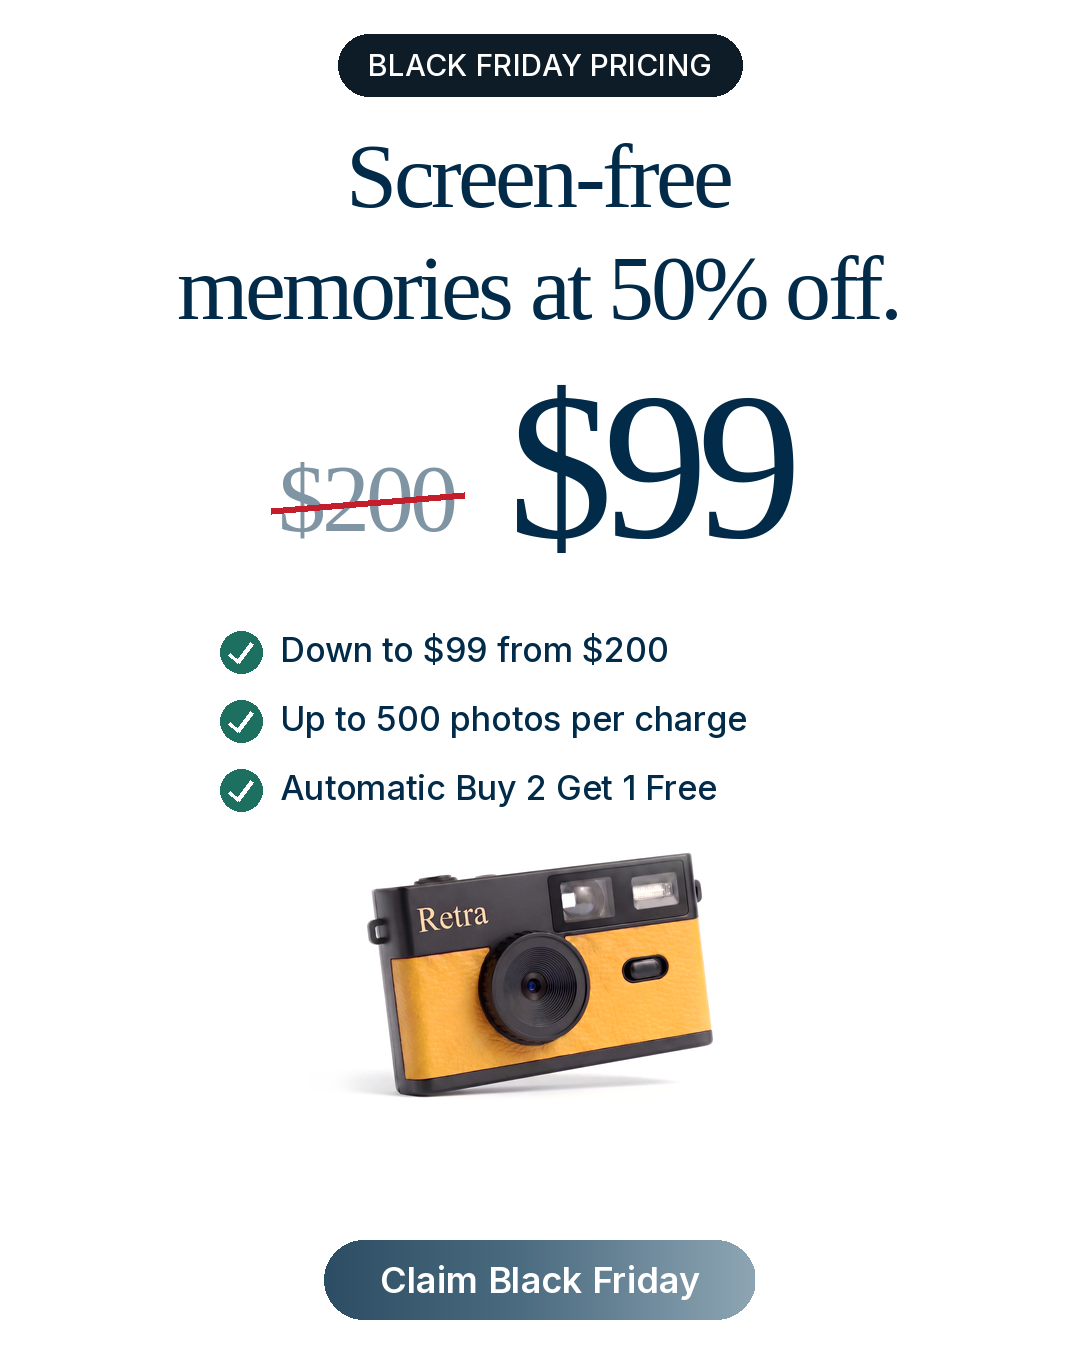 BLACK FRIDAY PRICING
Screen-free
memories at 50% off.
$200 $99
Down to $99 from $200
Up to 500 photos per charge
Automatic Buy 2 Get 1 Free
Retra
Claim Black Friday